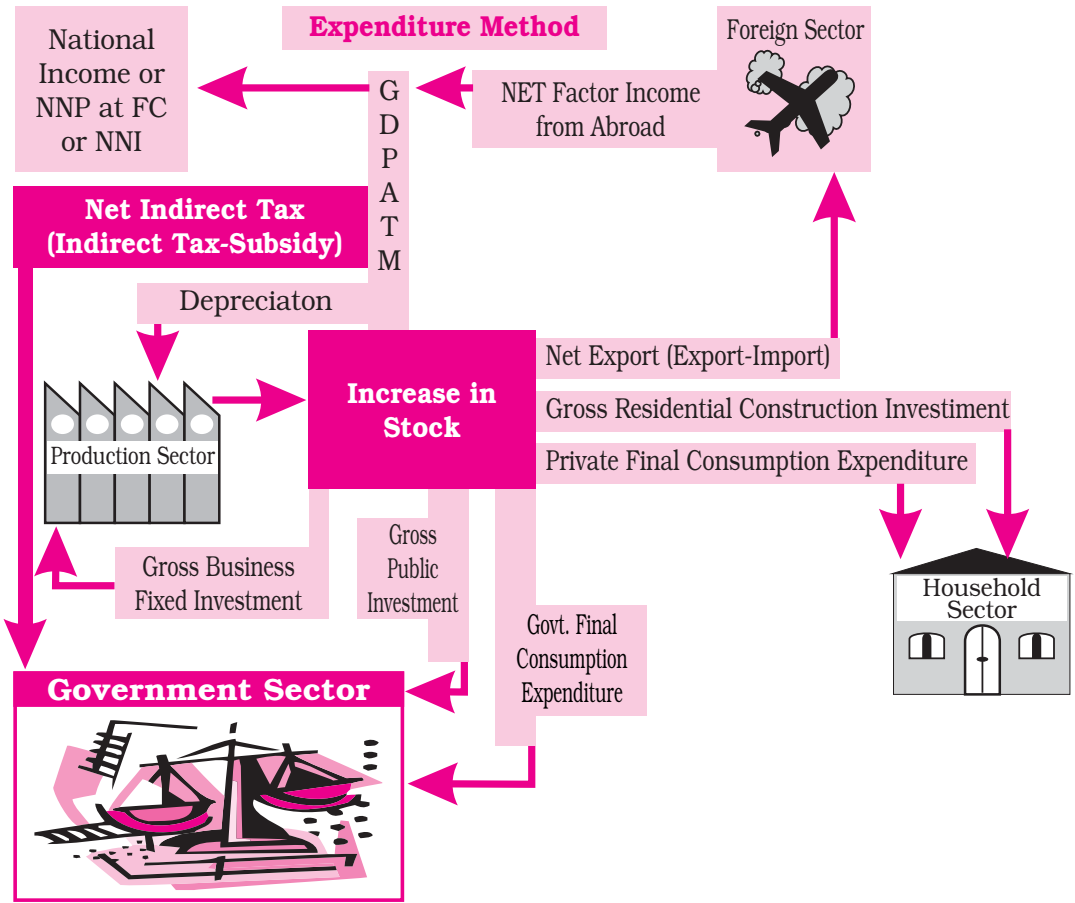 Expenditure Method
National
Income or
NNP at FC
or NNI
G
D
P
A
T
M
NET Factor Income
from Abroad
Foreign Sector
Net Indirect Tax
(Indirect Tax-Subsidy)
Depreciaton
Increase in
Stock
Net Export (Export-Import)
Gross Residential Construction Investiment
Private Final Consumption Expenditure
Production Sector
Gross Business
Fixed Investment
Gross
Public
Investment
Govt. Final
Consumption
Expenditure
Household
Sector
Government Sector